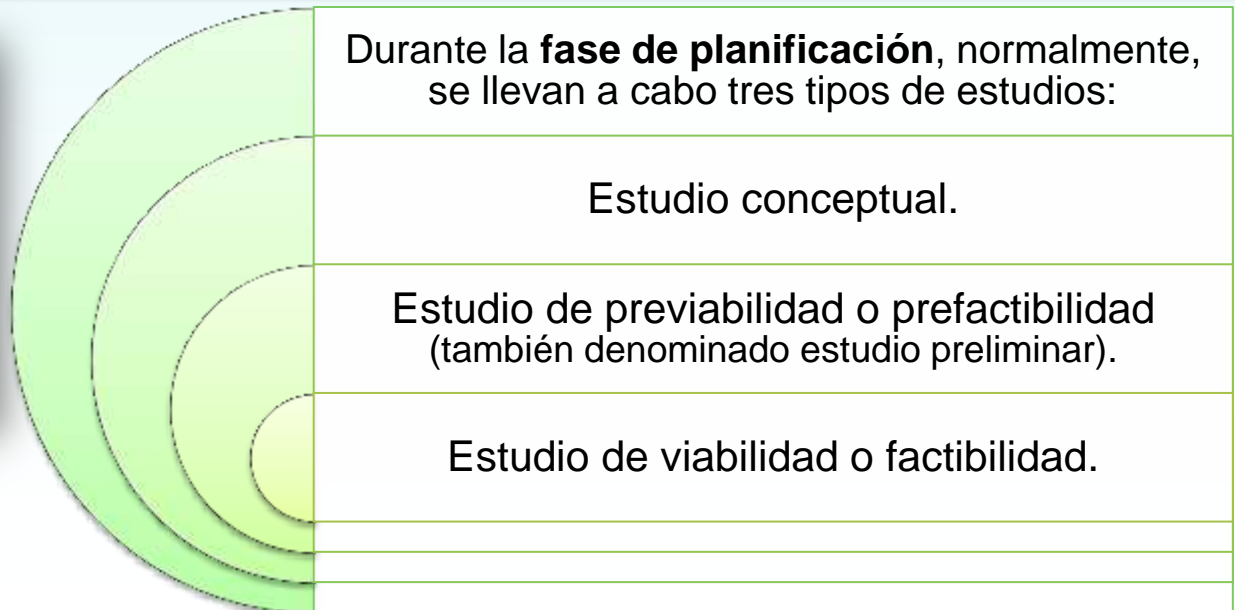 Durante la fase de planificación, normalmente,
se llevan a cabo tres tipos de estudios:
Estudio conceptual.
Estudio de previabilidad o prefactibilidad
(también denominado estudio preliminar).
Estudio de viabilidad o factibilidad.